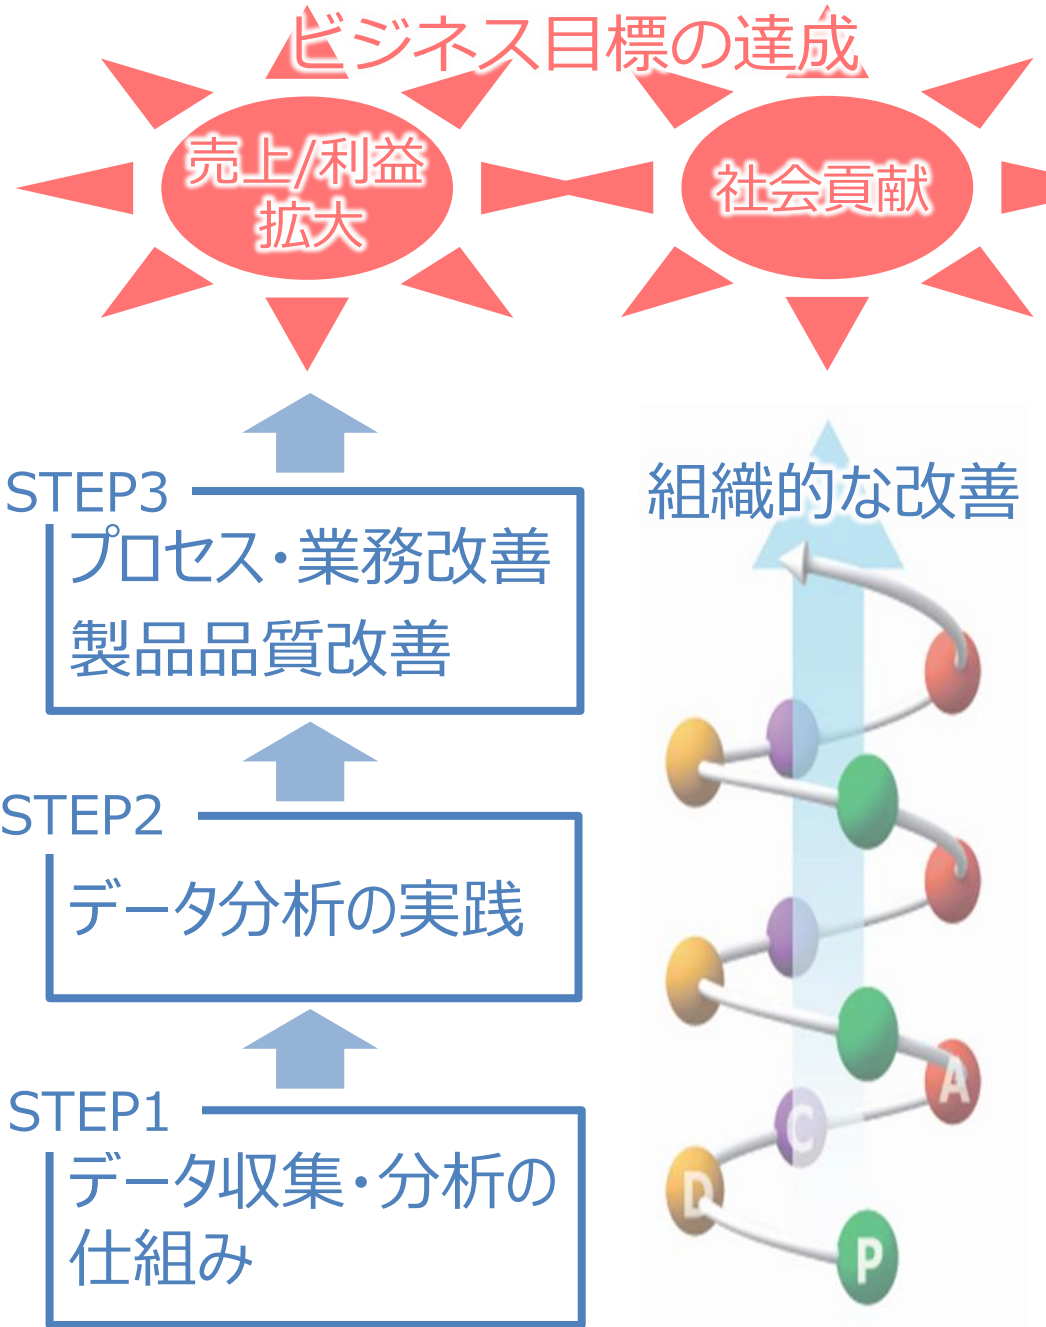 ビジネス目標の達成
売上/利益
拡大
社会貢献
STEP3
プロセス・業務改善
製品品質改善
STEP2
データ分析の実践
STEP1
データ収集・分析の
仕組み
組織的な改善
A
C
D
P